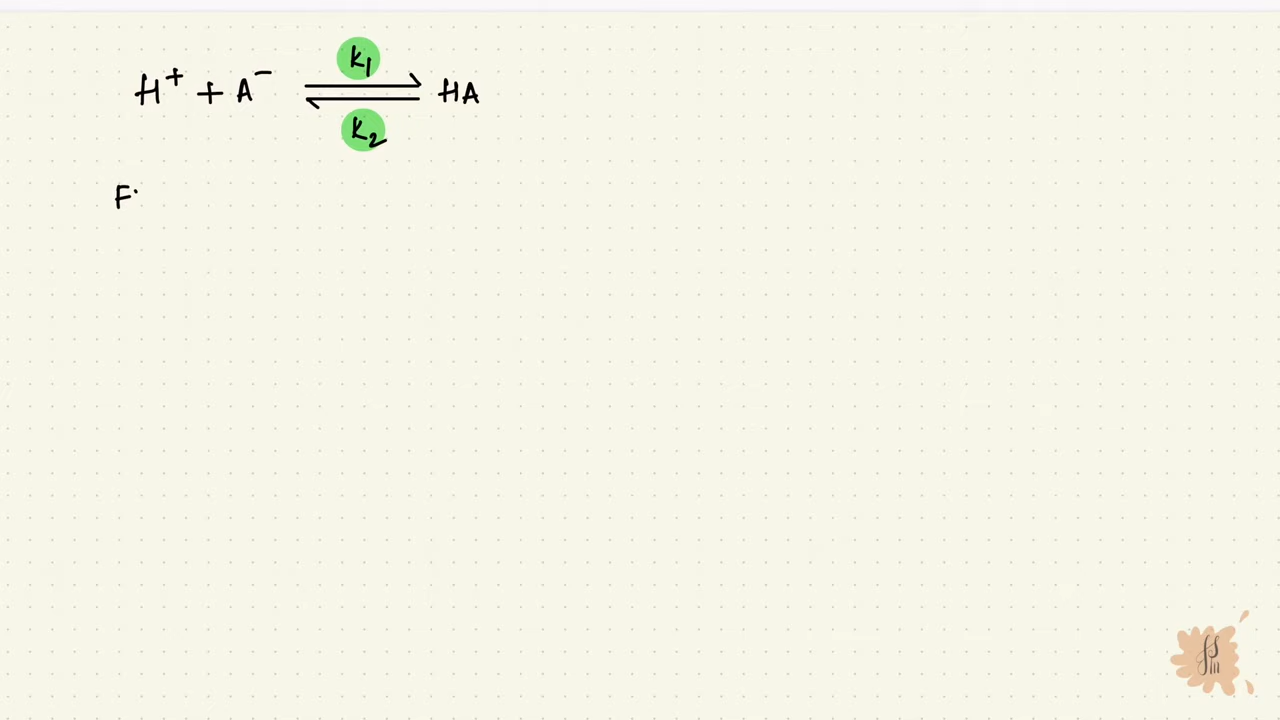 k₁
H⁺ + A⁻ ⇌ HA
k₂
F